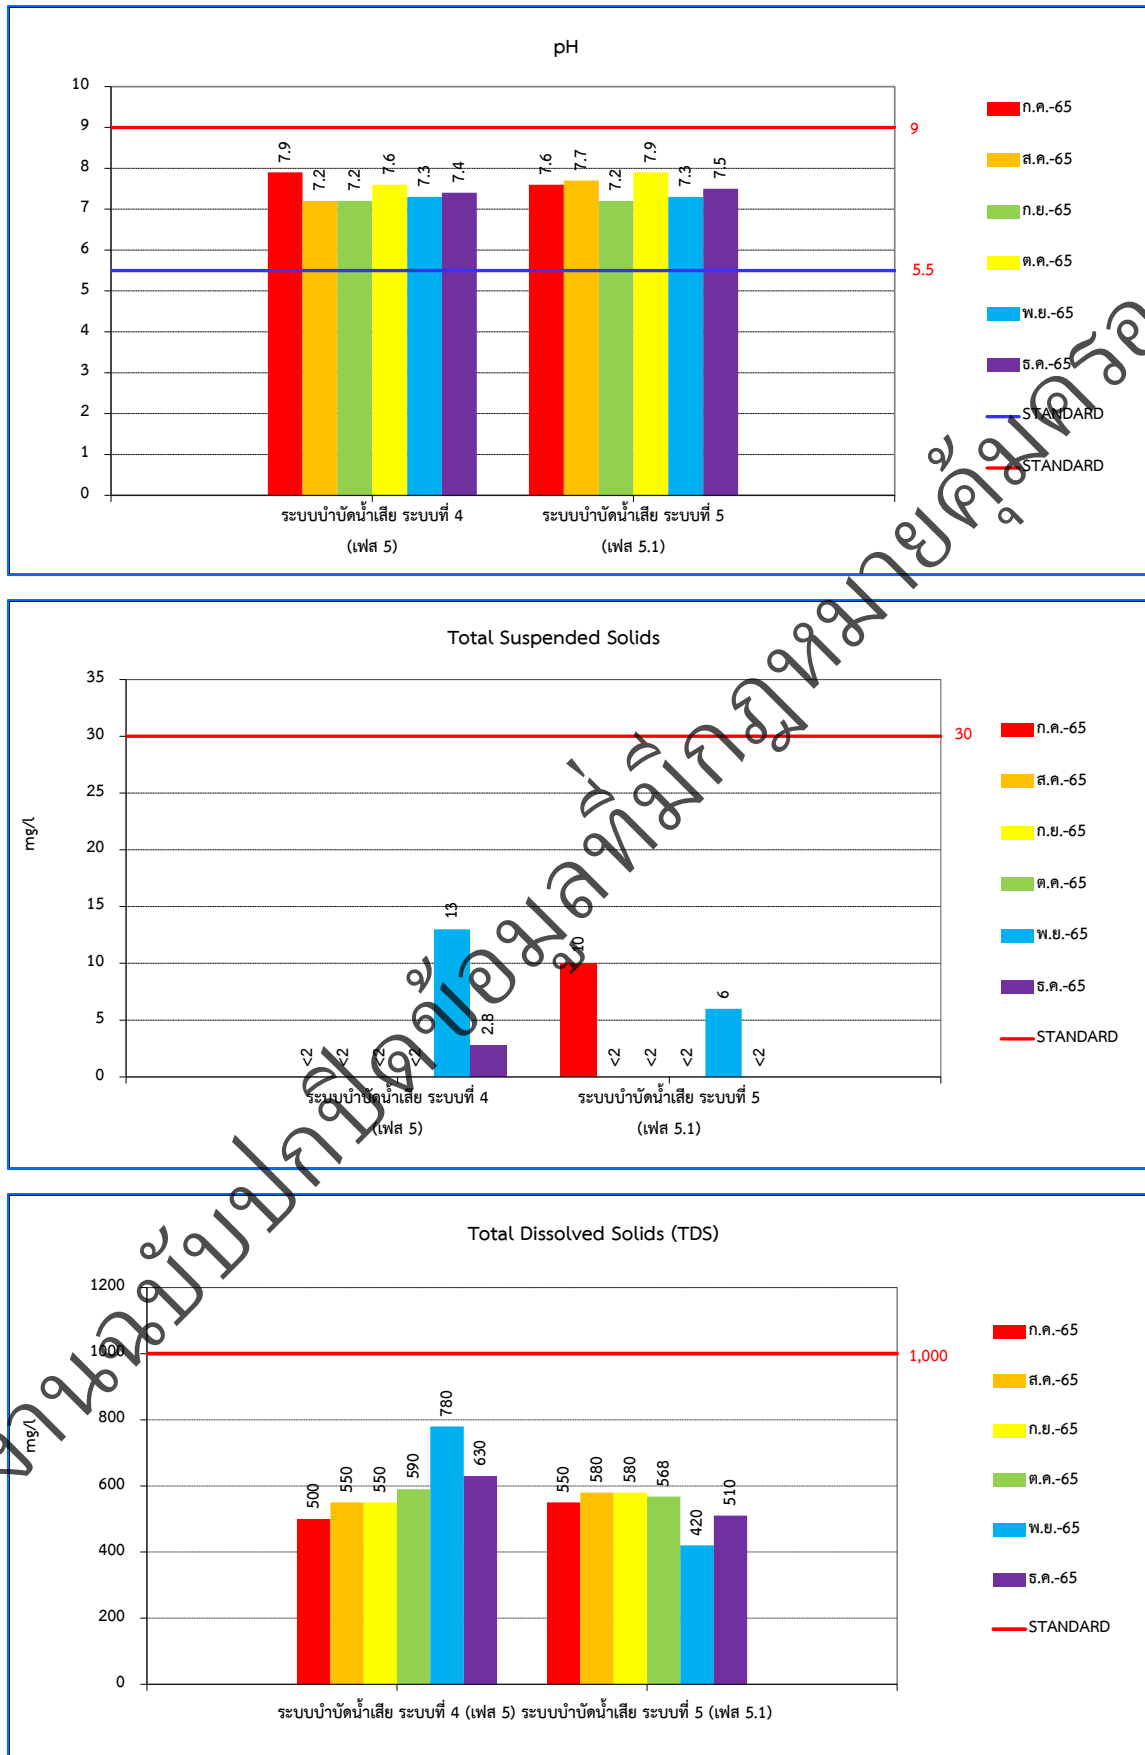 pH
10
9
8
7
6
5
4
3
2
1
0
7.9
7.2
7.2
7.6
7.3
7.4
7.6
7.7
7.2
7.9
7.3
7.5
9
5.5
ระบบบำบัดน้ำเสีย ระบบที่ 4
(เฟส 5)
ระบบบำบัดน้ำเสีย ระบบที่ 5
(เฟส 5.1)
ก.ค.-65
ส.ค.-65
ก.ย.-65
ต.ค.-65
พ.ย.-65
ธ.ค.-65
STANDARD
STANDARD
Total Suspended Solids
mg/l
35
30
25
20
15
10
5
0
<2
<2
<2
<2
13
2.8
10
<2
<2
<2
6
<2
30
ระบบบำบัดน้ำเสีย ระบบที่ 4
(เฟส 5)
ระบบบำบัดน้ำเสีย ระบบที่ 5
(เฟส 5.1)
ก.ค.-65
ส.ค.-65
ก.ย.-65
ต.ค.-65
พ.ย.-65
ธ.ค.-65
STANDARD
Total Dissolved Solids (TDS)
mg/l
1200
1000
800
600
400
200
0
500
550
550
590
780
630
550
580
580
568
420
510
1,000
ระบบบำบัดน้ำเสีย ระบบที่ 4 (เฟส 5) ระบบบำบัดน้ำเสีย ระบบที่ 5 (เฟส 5.1)
ก.ค.-65
ส.ค.-65
ก.ย.-65
ต.ค.-65
พ.ย.-65
ธ.ค.-65
STANDARD
านฉบับปกปิดข้อมูลที่มีกฎหมายคุ้มครอ